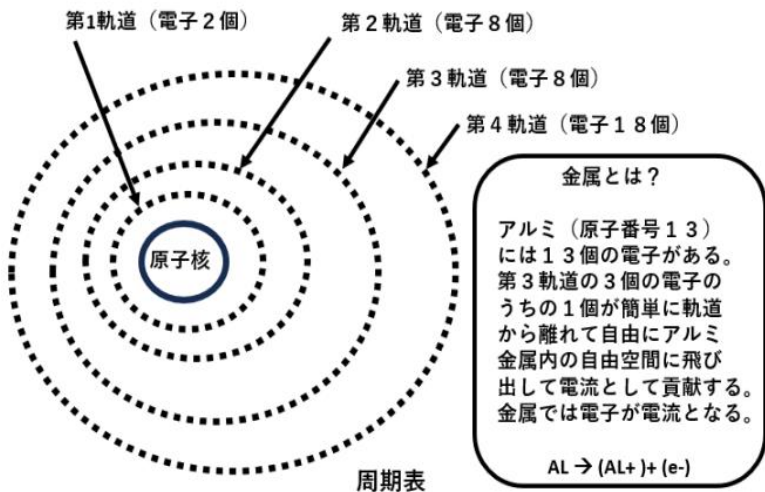 第1軌道（電子２個）
第２軌道（電子８個）
第３軌道（電子８個）
第４軌道（電子１８個）
原子核
金属とは？
アルミ（原子番号１３）
には１３個の電子がある。
第３軌道の３個の電子の
うちの１個が簡単に軌道
から離れて自由にアルミ
金属内の自由空間に飛び
出して電流として貢献する。
金属では電子が電流となる。
AL → (AL+ )+ (e-)
周期表